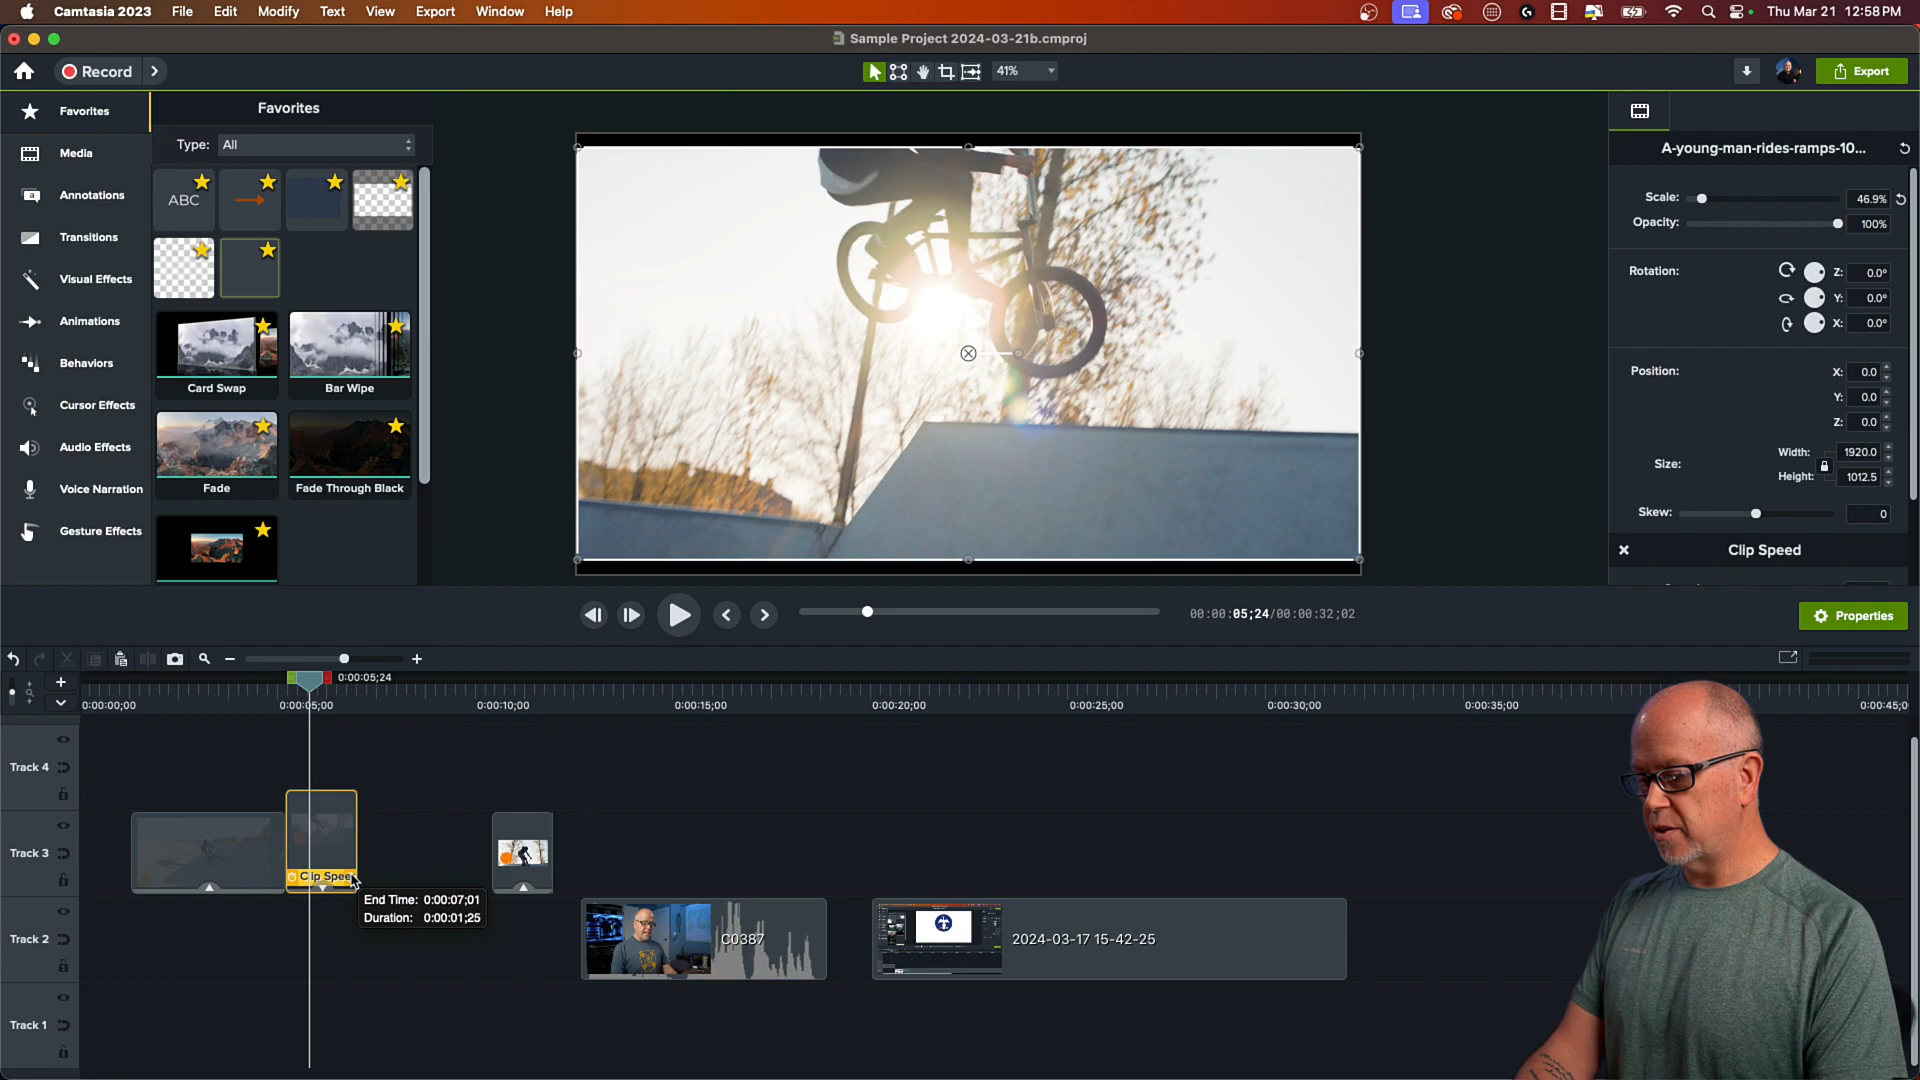 Camtasia 2023 File Edit Modify Text View Export Window Help Thu Mar 21 12:58 PM
Sample Project 2024-03-21b.cmproj
Record 41% Export
Favorites
Media
Annotations
Transitions
Visual Effects
Animations
Behaviors
Cursor Effects
Audio Effects
Voice Narration
Gesture Effects
Favorites
Type: All
ABC
Card Swap Bar Wipe
Fade Fade Through Black
A-young-man-rides-ramps-10...
Scale: 46.9%
Opacity: 100%
Rotation: Z: 0.0°
Y: 0.0°
X: 0.0°
Position: X: 0.0
Y: 0.0
Z: 0.0
Size: Width: 1920.0
Height: 1012.5
Skew: 0
Clip Speed
00:00:05;24/00:00:32;02
Properties
0:00:05;24
0:00:00;00 0:00:05;00 0:00:10;00 0:00:15;00 0:00:20;00 0:00:25;00 0:00:30;00 0:00:35;00 0:00:45;0
Track 4
Track 3
Clip Spee
End Time: 0:00:07;01
Duration: 0:00:01;25
Track 2
C0387
2024-03-17 15-42-25
Track 1